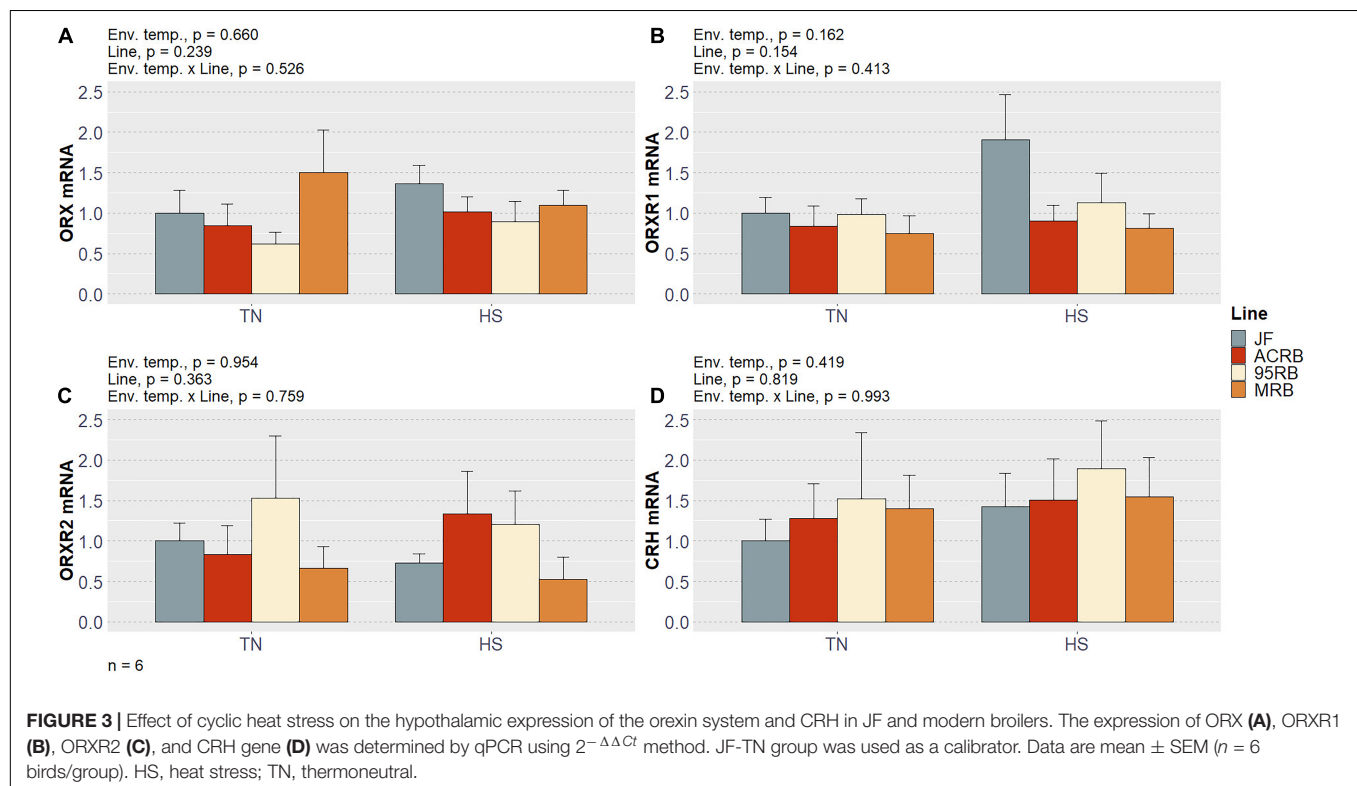 A
Env. temp., p = 0.660
Line, p = 0.239
Env. temp. x Line, p = 0.526
2.5
2.0
1.5
1.0
0.5
0.0
ORX mRNA
TN HS
B
Env. temp., p = 0.162
Line, p = 0.154
Env. temp. x Line, p = 0.413
2.5
2.0
1.5
1.0
0.5
0.0
ORXR1 mRNA
TN HS
C
Env. temp., p = 0.954
Line, p = 0.363
Env. temp. x Line, p = 0.759
2.5
2.0
1.5
1.0
0.5
0.0
ORXR2 mRNA
TN HS
n = 6
D
Env. temp., p = 0.419
Line, p = 0.819
Env. temp. x Line, p = 0.993
2.5
2.0
1.5
1.0
0.5
0.0
CRH mRNA
TN HS
Line
JF
ACRB
95RB
MRB
FIGURE 3 | Effect of cyclic heat stress on the hypothalamic expression of the orexin system and CRH in JF and modern broilers. The expression of ORX (A), ORXR1
(B), ORXR2 (C), and CRH gene (D) was determined by qPCR using 2^−ΔΔCt method. JF-TN group was used as a calibrator. Data are mean ± SEM (n = 6
birds/group). HS, heat stress; TN, thermoneutral.